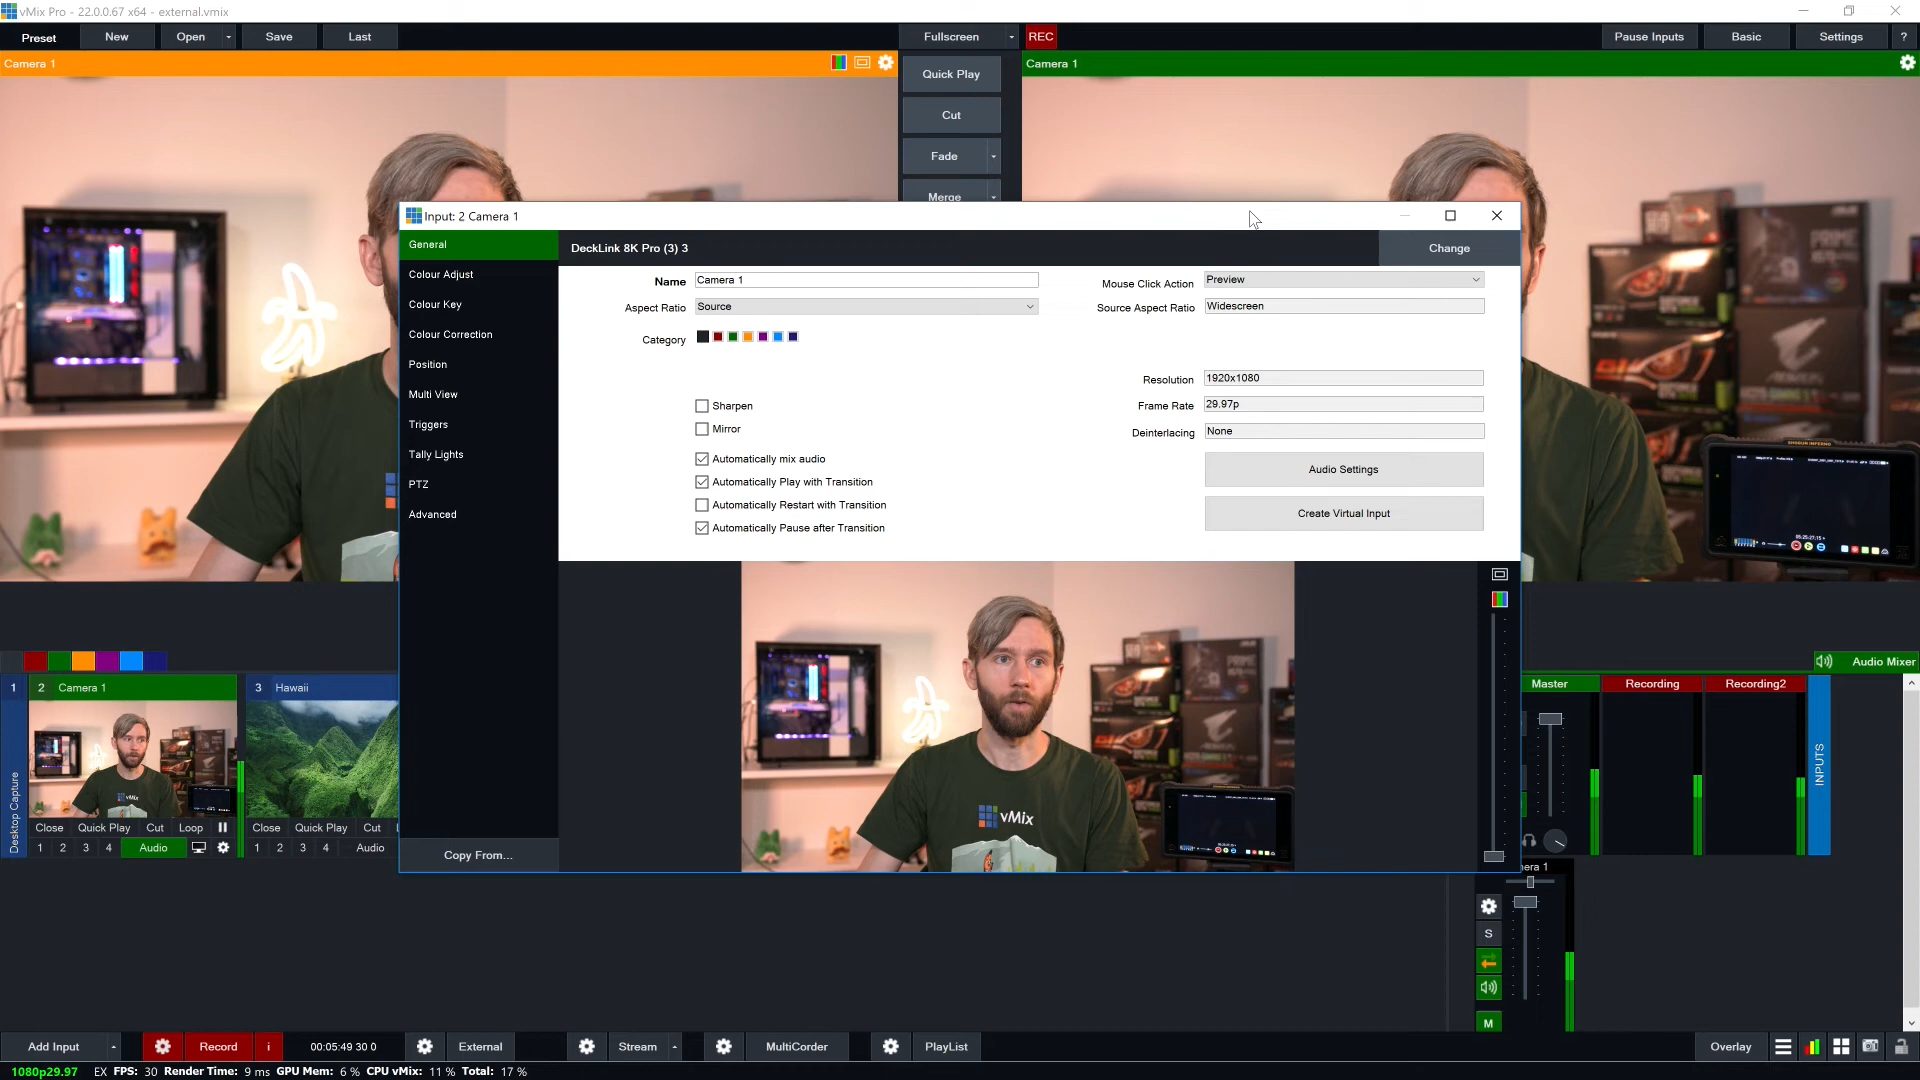 vMix Pro - 22.0.0.67 x64 - external.vmix
Preset New Open Save Last Fullscreen REC Pause Inputs Basic Settings ?
Camera 1
Camera 1
Quick Play
Cut
Fade
Merge
Input: 2 Camera 1
General
Colour Adjust
Colour Key
Colour Correction
Position
Multi View
Triggers
Tally Lights
PTZ
Advanced
Copy From...
DeckLink 8K Pro (3) 3
Change
Name Camera 1
Aspect Ratio Source
Category
Sharpen
Mirror
Automatically mix audio
Automatically Play with Transition
Automatically Restart with Transition
Automatically Pause after Transition
Mouse Click Action Preview
Source Aspect Ratio Widescreen
Resolution 1920x1080
Frame Rate 29.97p
Deinterlacing None
Audio Settings
Create Virtual Input
vMix
1
Desktop Capture
2 Camera 1
Close Quick Play Cut Loop
1 2 3 4 Audio
3 Hawaii
Close Quick Play Cut
1 2 3 4 Audio
Audio Mixer
Master Recording Recording2
INPUTS
era 1
S
M
Add Input Record i 00:05:49 30 0 External Stream MultiCorder PlayList Overlay
1080p29.97 EX FPS: 30 Render Time: 9 ms GPU Mem: 6 % CPU vMix: 11 % Total: 17 %